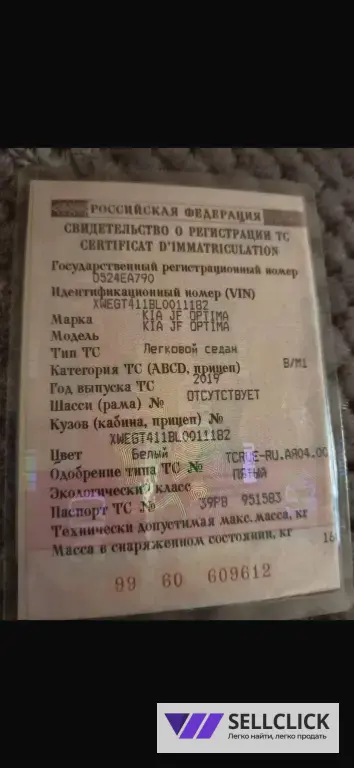 РОССИЙСКАЯ ФЕДЕРАЦИЯ
СВИДЕТЕЛЬСТВО О РЕГИСТРАЦИИ ТС
CERTIFICAT D'IMMATRICULATION
Государственный регистрационный номер
О524ЕА790
Идентификационный номер (VIN)
XWEGT411BL0011182
Марка KIA JF OPTIMA
Модель KIA JF OPTIMA
Тип ТС Легковой седан
Категория ТС (ABCD, прицеп) B/M1
Год выпуска ТС 2019
Шасси (рама) № ОТСУТСТВУЕТ
Кузов (кабина, прицеп) №
XWEGT411BL0011182
Цвет Белый
Одобрение типа ТС № ТСRUЕ-RU.АЯ04.00
Экологический класс ПЯТЫЙ
Паспорт ТС № 39РВ 951583
Технически допустимая макс.масса, кг
Масса в снаряженном состоянии, кг 16
99 60 609612
SELLCLICK
Легко найти, легко продать